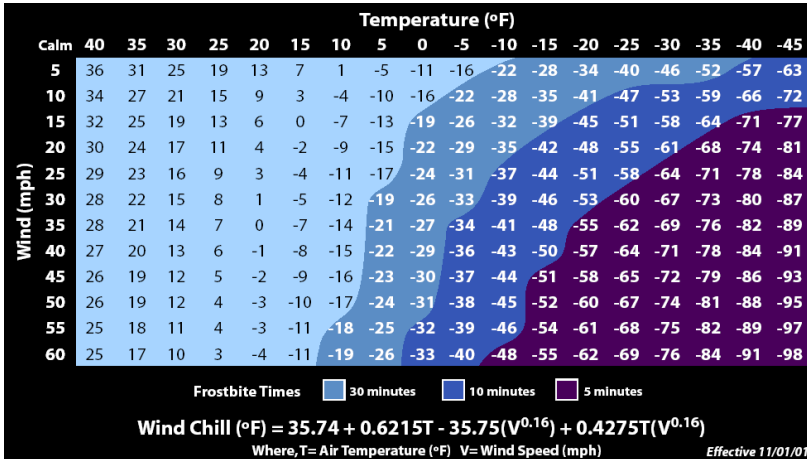 Temperature (ºF)
Calm 40 35 30 25 20 15 10 5 0 -5 -10 -15 -20 -25 -30 -35 -40 -45
5 36 31 25 19 13 7 1 -5 -11 -16 -22 -28 -34 -40 -46 -52 -57 -63
10 34 27 21 15 9 3 -4 -10 -16 -22 -28 -35 -41 -47 -53 -59 -66 -72
15 32 25 19 13 6 0 -7 -13 -19 -26 -32 -39 -45 -51 -58 -64 -71 -77
20 30 24 17 11 4 -2 -9 -15 -22 -29 -35 -42 -48 -55 -61 -68 -74 -81
25 29 23 16 9 3 -4 -11 -17 -24 -31 -37 -44 -51 -58 -64 -71 -78 -84
30 28 22 15 8 1 -5 -12 -19 -26 -33 -39 -46 -53 -60 -67 -73 -80 -87
35 28 21 14 7 0 -7 -14 -21 -27 -34 -41 -48 -55 -62 -69 -76 -82 -89
40 27 20 13 6 -1 -8 -15 -22 -29 -36 -43 -50 -57 -64 -71 -78 -84 -91
45 26 19 12 5 -2 -9 -16 -23 -30 -37 -44 -51 -58 -65 -72 -79 -86 -93
50 26 19 12 4 -3 -10 -17 -24 -31 -38 -45 -52 -60 -67 -74 -81 -88 -95
55 25 18 11 4 -3 -11 -18 -25 -32 -39 -46 -54 -61 -68 -75 -82 -89 -97
60 25 17 10 3 -4 -11 -19 -26 -33 -40 -48 -55 -62 -69 -76 -84 -91 -98
Wind (mph)
Frostbite Times 30 minutes 10 minutes 5 minutes
Wind Chill (ºF) = 35.74 + 0.6215T - 35.75(V^0.16) + 0.4275T(V^0.16)
Where, T= Air Temperature (ºF) V= Wind Speed (mph)
Effective 11/01/01